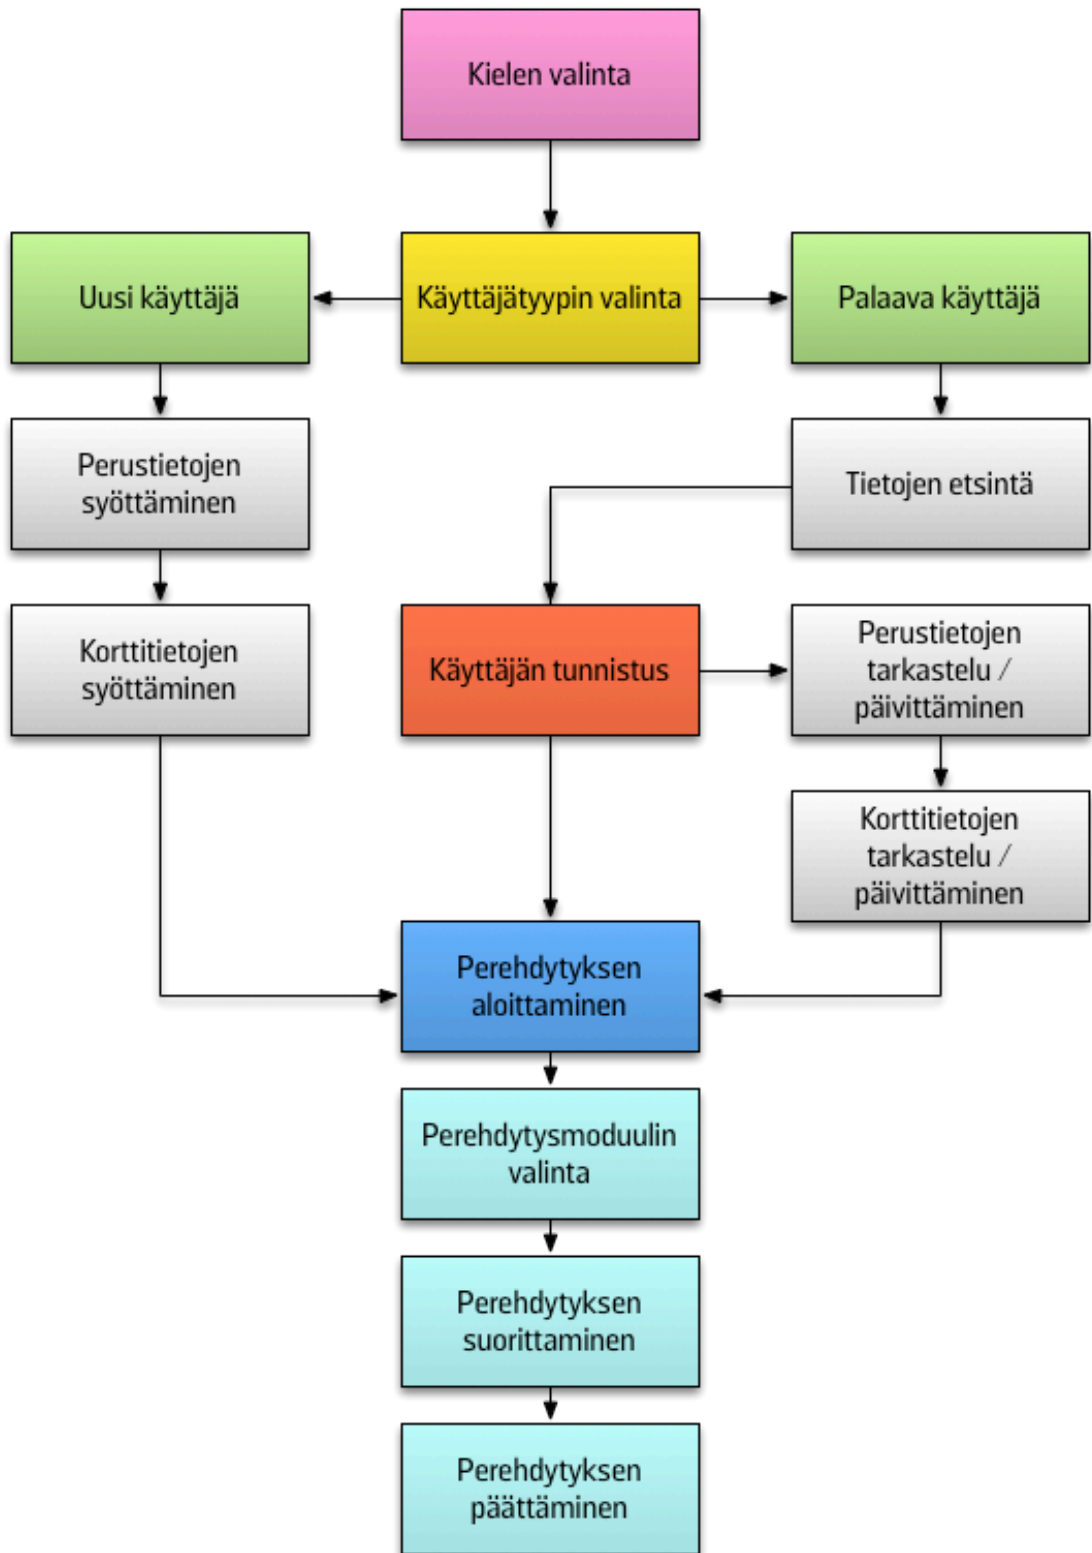 Kielen valinta
Uusi käyttäjä
Käyttäjätyypin valinta
Palaava käyttäjä
Perustietojen
syöttäminen
Tietojen etsintä
Korttitietojen
syöttäminen
Käyttäjän tunnistus
Perustietojen
tarkastelu /
päivittäminen
Korttitietojen
tarkastelu /
päivittäminen
Perehdytyksen
aloittaminen
Perehdytysmoduulin
valinta
Perehdytyksen
suorittaminen
Perehdytyksen
päättäminen